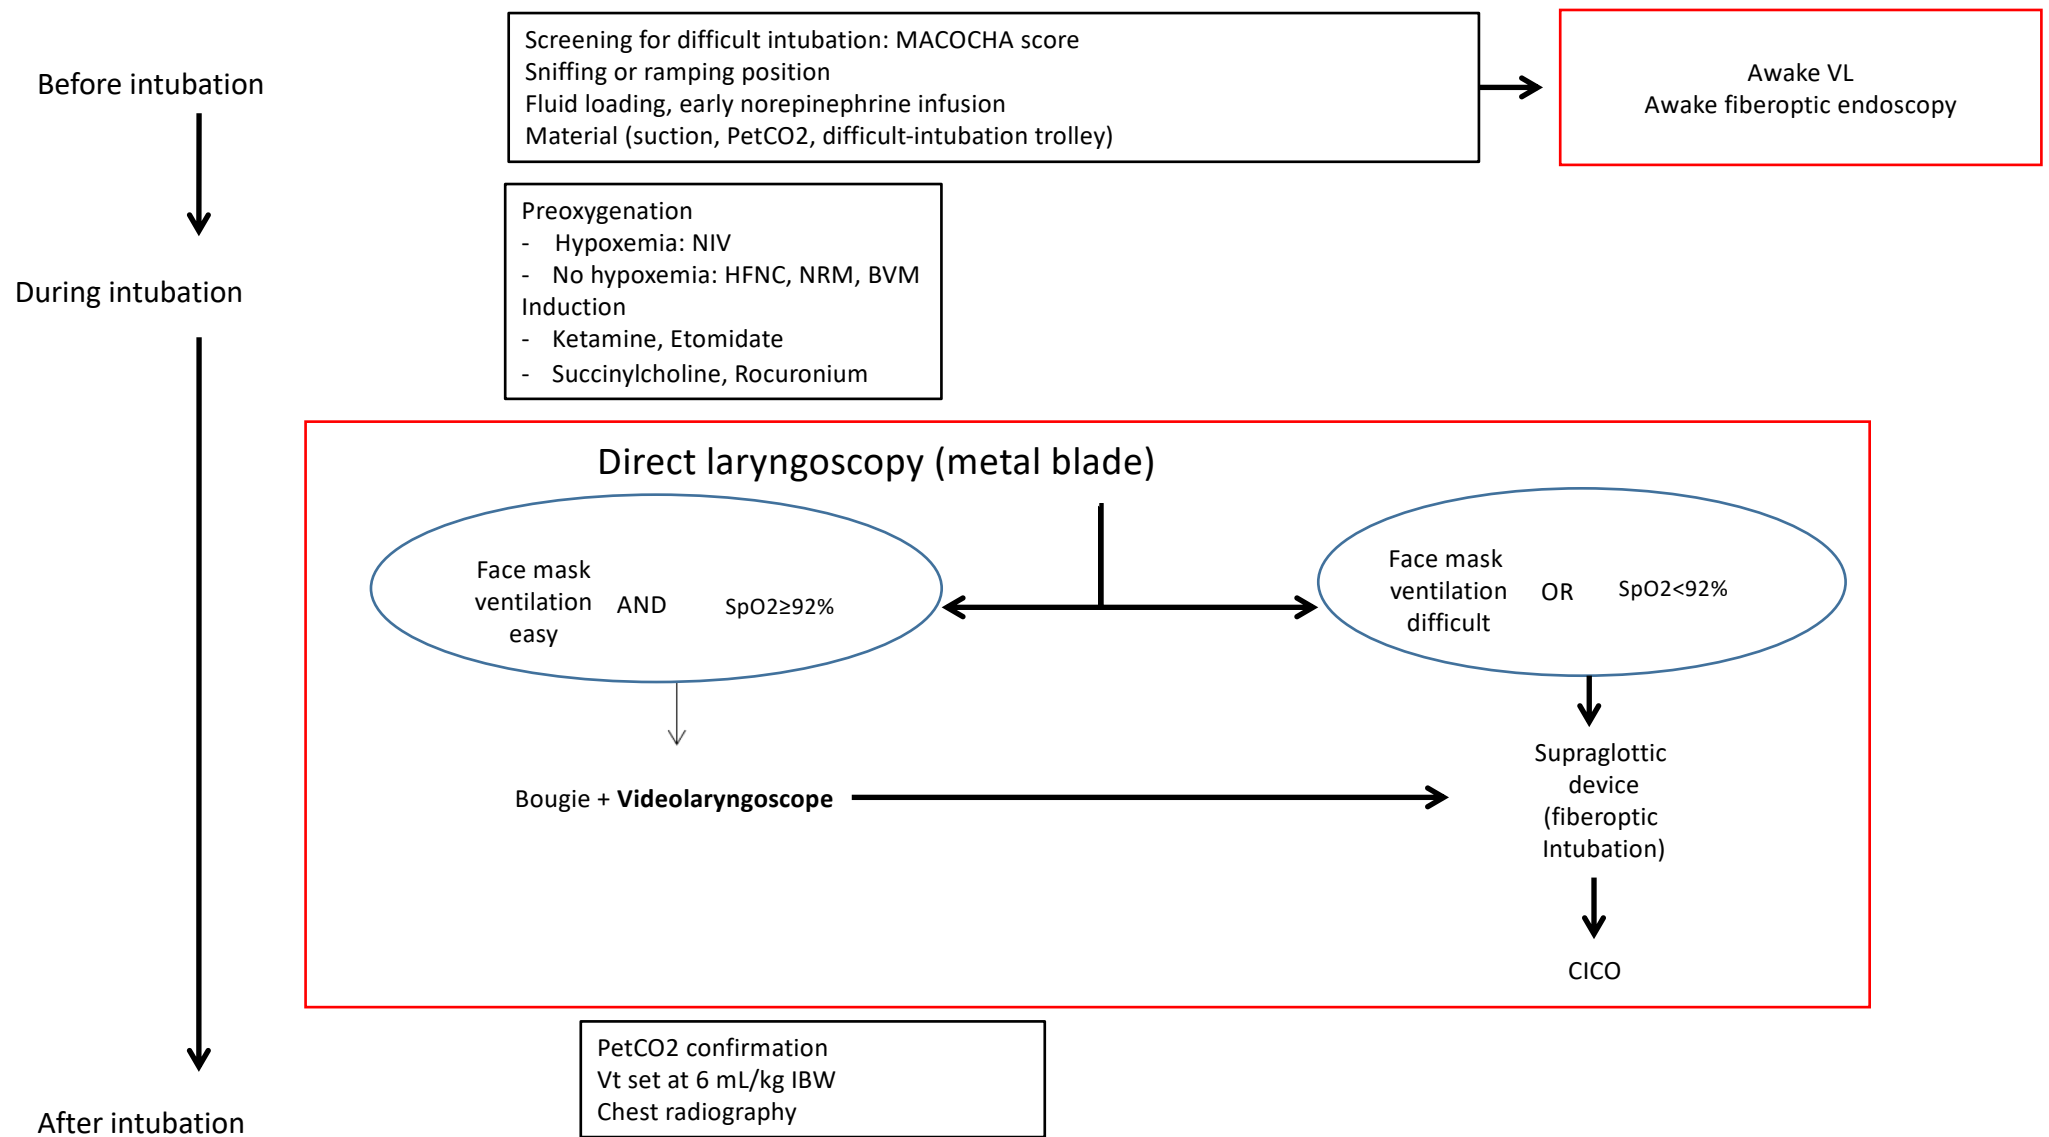 Before intubation
Screening for difficult intubation: MACOCHA score
Sniffing or ramping position
Fluid loading, early norepinephrine infusion
Material (suction, PetCO2, difficult-intubation trolley)
Awake VL
Awake fiberoptic endoscopy
During intubation
Preoxygenation
- Hypoxemia: NIV
- No hypoxemia: HFNC, NRM, BVM
Induction
- Ketamine, Etomidate
- Succinylcholine, Rocuronium
Direct laryngoscopy (metal blade)
Face mask
ventilation
easy
AND
SpO2≥92%
Face mask
ventilation
difficult
OR
SpO2<92%
Bougie + Videolaryngoscope
Supraglottic
device
(fiberoptic
Intubation)
CICO
After intubation
PetCO2 confirmation
Vt set at 6 mL/kg IBW
Chest radiography